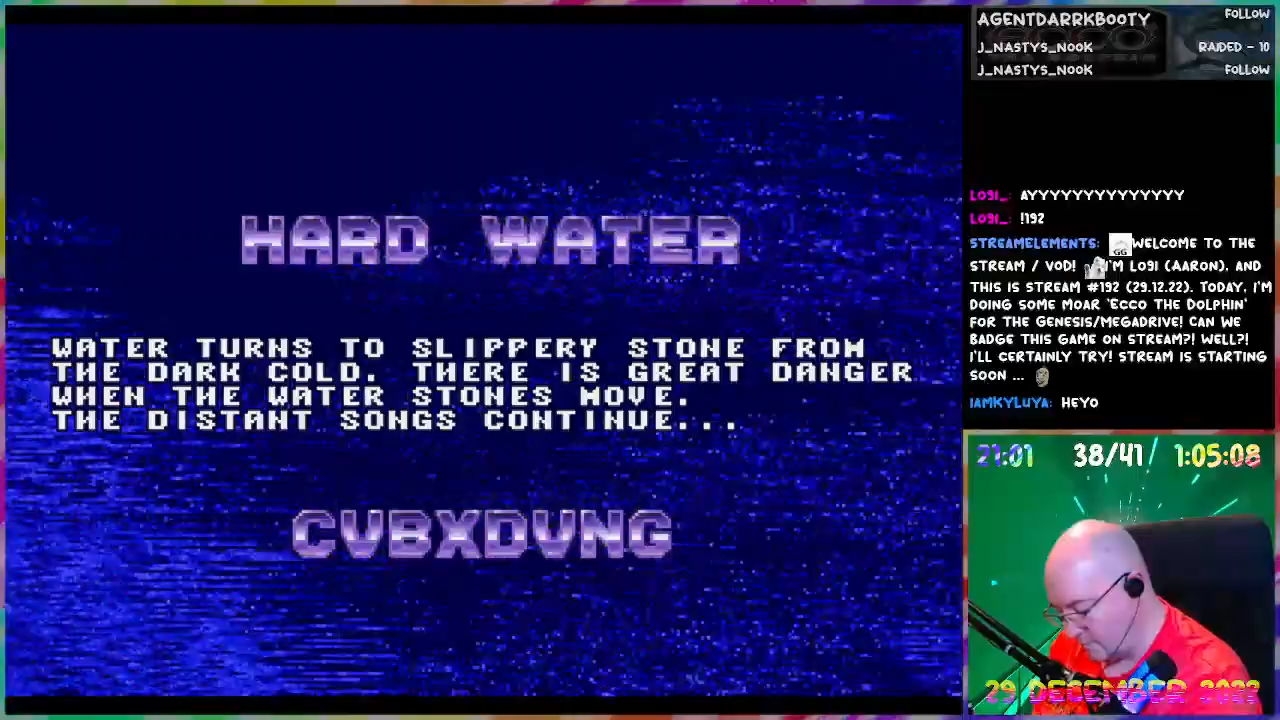 HARD WATER
WATER TURNS TO SLIPPERY STONE FROM
THE DARK COLD. THERE IS GREAT DANGER
WHEN THE WATER STONES MOVE.
THE DISTANT SONGS CONTINUE...
CVBXDVNG
AGENTDARRKBOOTY FOLLOW
J_NASTYS_NOOK RAIDED - 10
J_NASTYS_NOOK FOLLOW
LO9I_: AYYYYYYYYYYYYYY
LO9I_: !192
STREAMELEMENTS: GG WELCOME TO THE
STREAM / VOD! I'M LO9I (AARON), AND
THIS IS STREAM #192 (29.12.22). TODAY, I'M
DOING SOME MOAR 'ECCO THE DOLPHIN'
FOR THE GENESIS/MEGADRIVE! CAN WE
BADGE THIS GAME ON STREAM?! WELL?!
I'LL CERTAINLY TRY! STREAM IS STARTING
SOON ...
IAMKYLUYA: HEYO
21:01 38/41 1:05:08
29 DECEMBER 2022